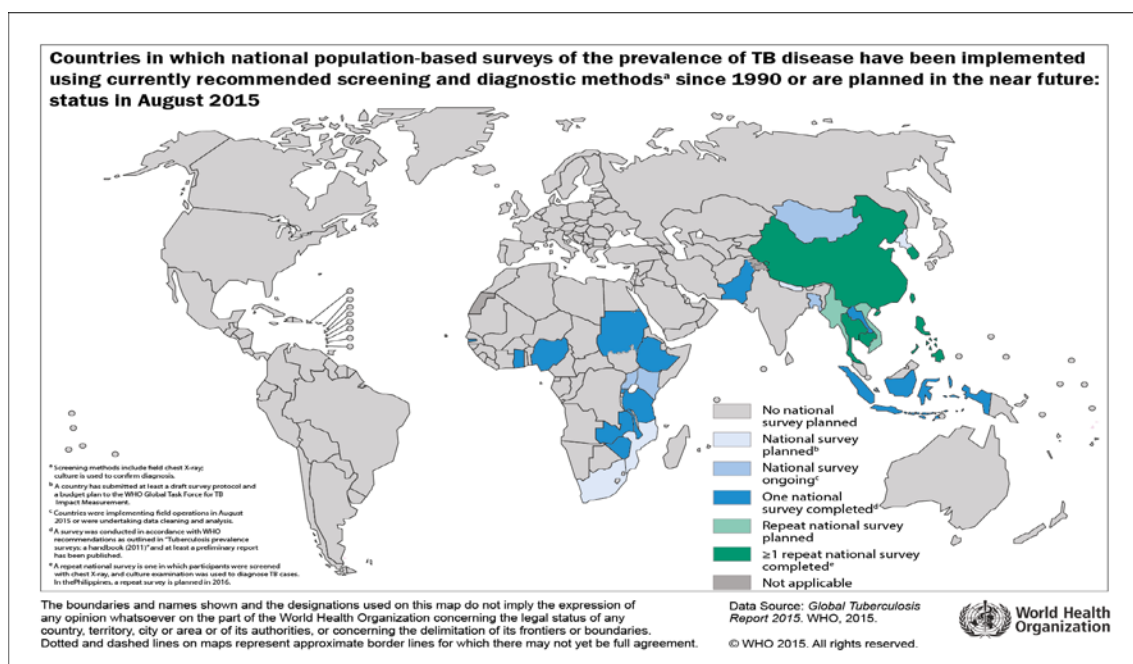 Countries in which national population-based surveys of the prevalence of TB disease have been implemented
using currently recommended screening and diagnostic methodsᵃ since 1990 or are planned in the near future:
status in August 2015
No national
survey planned
National survey
plannedᵇ
National survey
ongoingᶜ
One national
survey completedᵈ
Repeat national survey
planned
≥1 repeat national survey
completedᵉ
Not applicable
ᵃ Screening methods include field chest X-ray;
culture is used to confirm diagnosis.
ᵇ A country has submitted at least a draft survey protocol and
a budget plan to the WHO Global Task Force for TB
Impact Measurement.
ᶜ Countries were implementing field operations in August
2015 or were undertaking data cleaning and analysis.
ᵈ A survey was conducted in accordance with WHO
recommendations as outlined in "Tuberculosis prevalence
surveys: a handbook (2011)" and at least a preliminary report
has been published.
ᵉ A repeat national survey is one in which participants were screened
with chest X-ray, and culture examination was used to diagnose TB cases.
In thePhilippines, a repeat survey is planned in 2016.
The boundaries and names shown and the designations used on this map do not imply the expression of
any opinion whatsoever on the part of the World Health Organization concerning the legal status of any
country, territory, city or area or of its authorities, or concerning the delimitation of its frontiers or boundaries.
Dotted and dashed lines on maps represent approximate border lines for which there may not yet be full agreement.
Data Source: Global Tuberculosis
Report 2015. WHO, 2015.
© WHO 2015. All rights reserved.
World Health
Organization